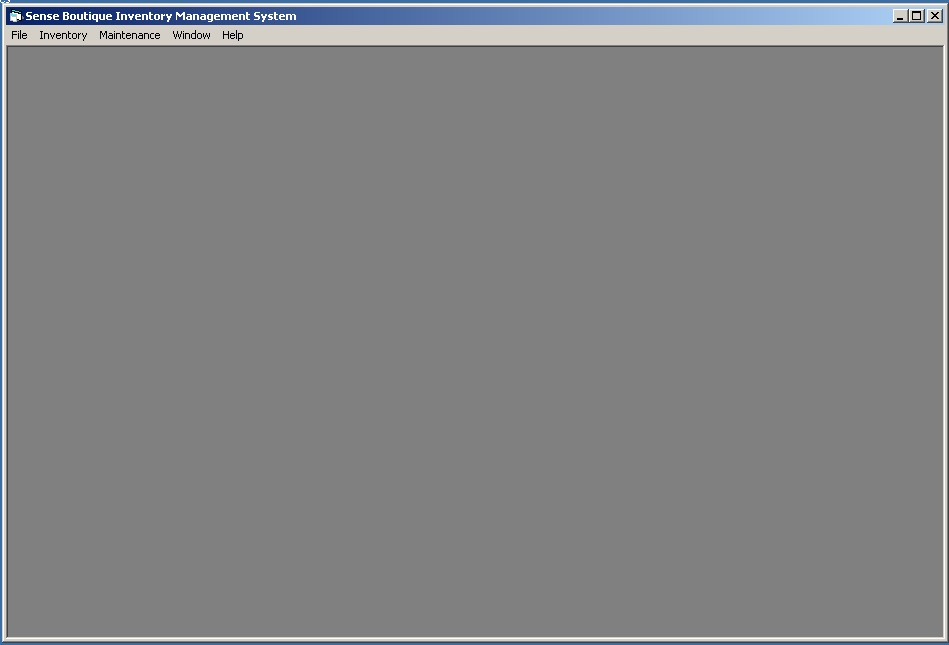 Sense Boutique Inventory Management System
File Inventory Maintenance Window Help